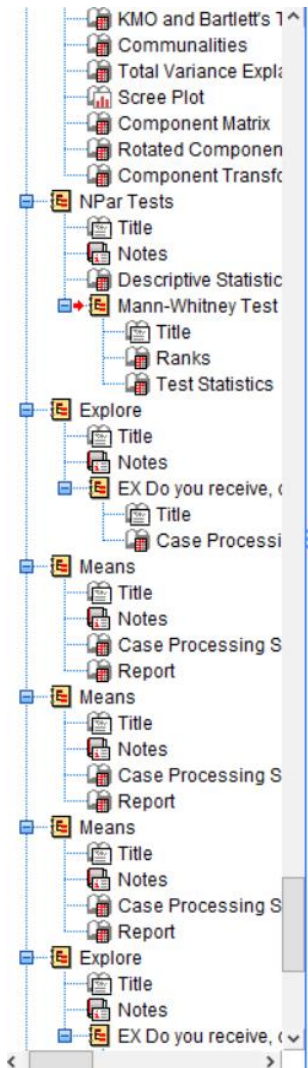 KMO and Bartlett's T
Communalities
Total Variance Expla
Scree Plot
Component Matrix
Rotated Componen
Component Transfo
NPar Tests
Title
Notes
Descriptive Statistic
Mann-Whitney Test
Title
Ranks
Test Statistics
Explore
Title
Notes
EX Do you receive,
Title
Case Processi
Means
Title
Notes
Case Processing S
Report
Means
Title
Notes
Case Processing S
Report
Means
Title
Notes
Case Processing S
Report
Explore
Title
Notes
EX Do you receive,